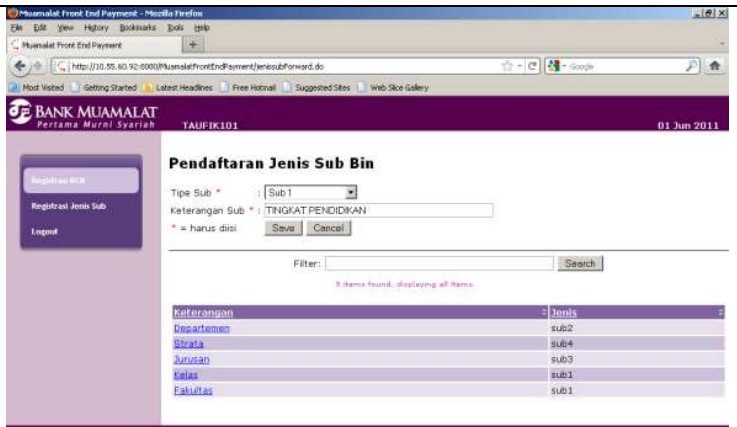 Muamalat Front End Payment - Mozilla Firefox
File Edit View History Bookmarks Tools Help
Muamalat Front End Payment
http://10.55.60.92:8080/MuamalatFrontEndPayment/jenissubForward.do
Google
Most Visited Getting Started Latest Headlines Free Hotmail Suggested Sites Web Slice Gallery
BANK MUAMALAT
Pertama Murni Syariah
TAUFIK101
01 Jun 2011
Registrasi BCN
Registrasi Jenis Sub
Logout
Pendaftaran Jenis Sub Bin
Tipe Sub * : Sub1
Keterangan Sub * : TINGKAT PENDIDIKAN
* = harus diisi Save Cancel
Filter: Search
5 items found, displaying all items.
Keterangan Jenis
Departemen sub2
Strata sub4
Jurusan sub3
Kelas sub1
Fakultas sub1